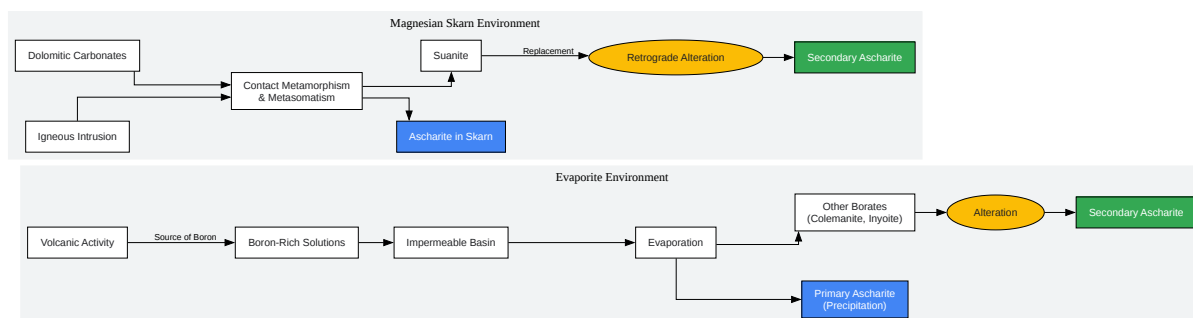 Magnesian Skarn Environment
Dolomitic Carbonates
Igneous Intrusion
Contact Metamorphism
& Metasomatism
Suanite
Replacement
Retrograde Alteration
Secondary Ascharite
Ascharite in Skarn
Evaporite Environment
Volcanic Activity
Source of Boron
Boron-Rich Solutions
Impermeable Basin
Evaporation
Other Borates
(Colemanite, Inyoite)
Alteration
Secondary Ascharite
Primary Ascharite
(Precipitation)